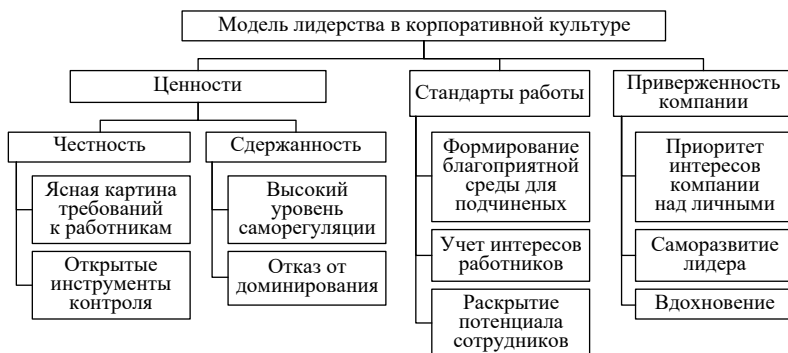 Модель лидерства в корпоративной культуре
Ценности
Стандарты работы
Приверженность
компании
Честность
Сдержанность
Ясная картина
требований
к работникам
Открытые
инструменты
контроля
Высокий
уровень
саморегуляции
Отказ от
доминирования
Формирование
благоприятной
среды для
подчиненых
Учет интересов
работников
Раскрытие
потенциала
сотрудников
Приоритет
интересов
компании
над личными
Саморазвитие
лидера
Вдохновение